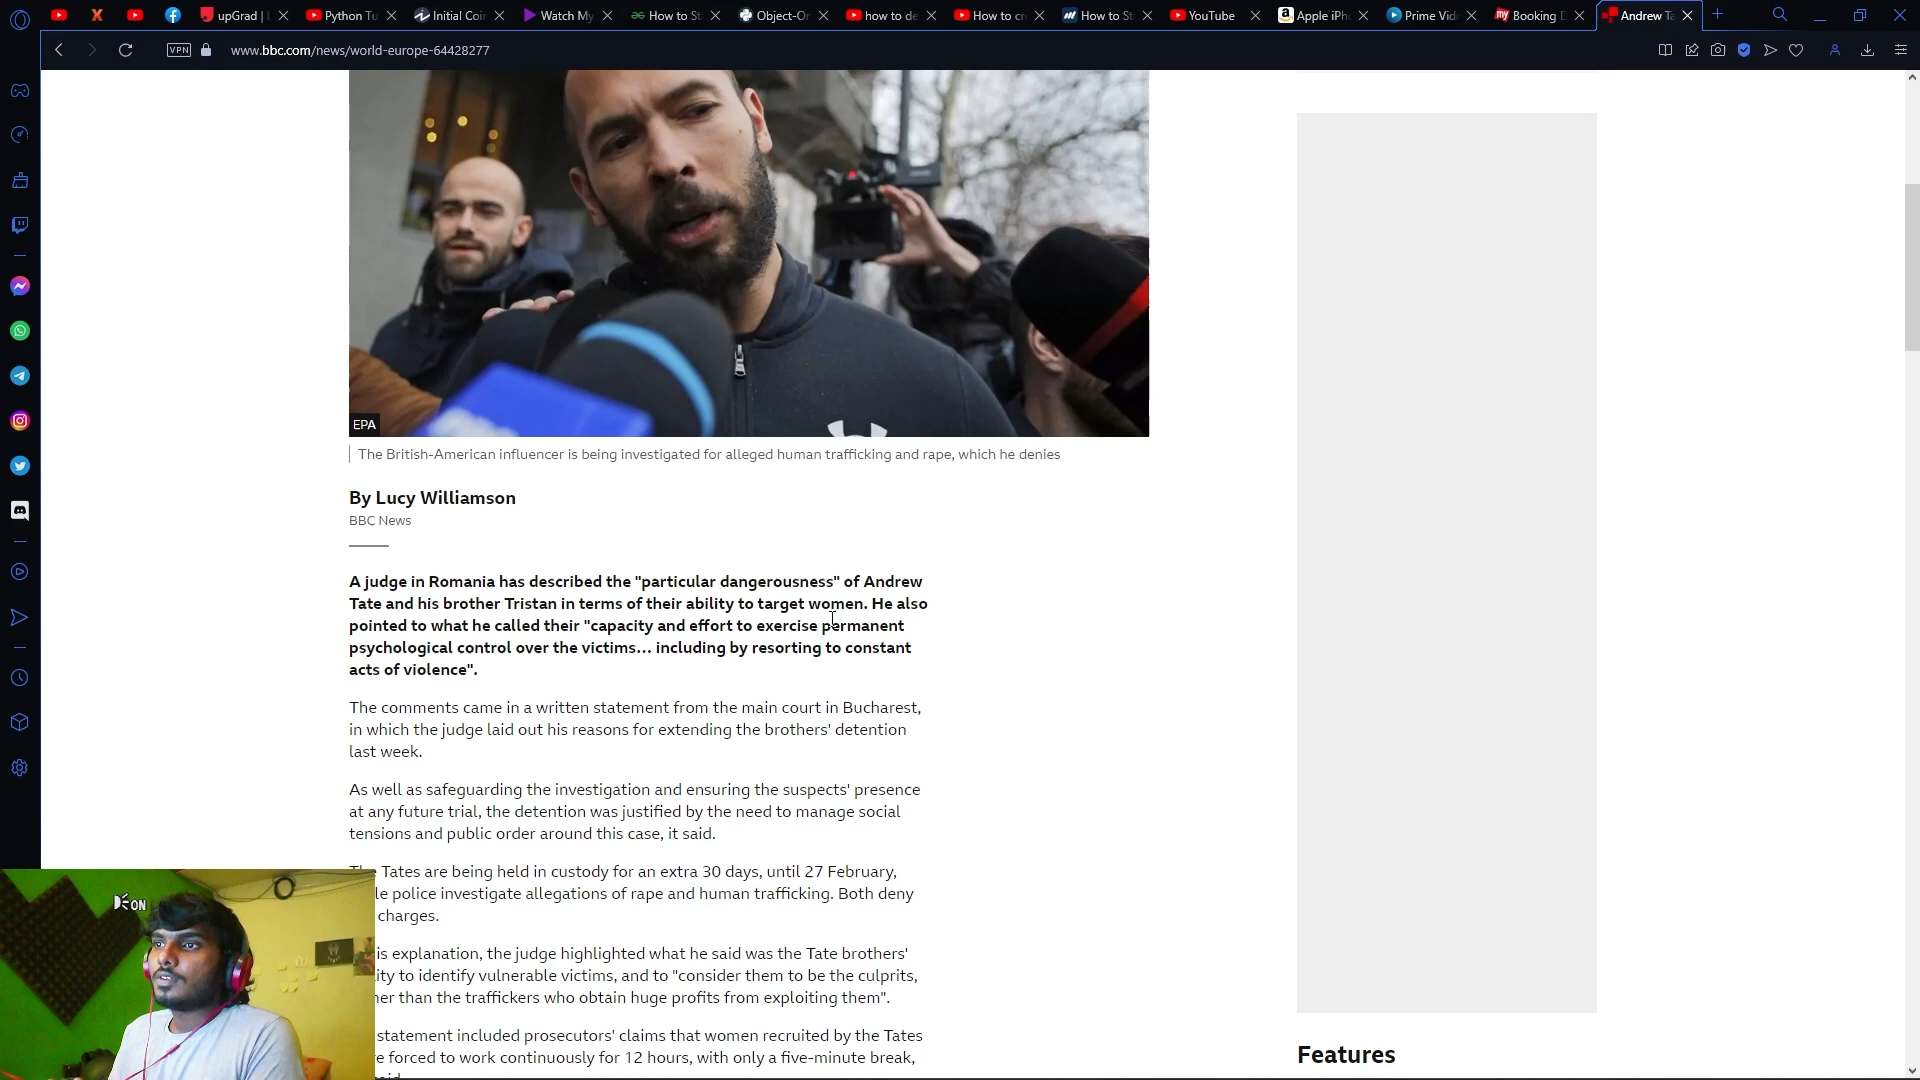 upGrad |
Python Tu
Initial Coi
Watch My
How to St
Object-Or
how to de
How to cr
How to St
YouTube
Apple iPh
Prime Vid
Booking D
Andrew Ta
VPN
www.bbc.com/news/world-europe-64428277
EPA
The British-American influencer is being investigated for alleged human trafficking and rape, which he denies
By Lucy Williamson
BBC News
A judge in Romania has described the "particular dangerousness" of Andrew
Tate and his brother Tristan in terms of their ability to target women. He also
pointed to what he called their "capacity and effort to exercise permanent
psychological control over the victims... including by resorting to constant
acts of violence".
The comments came in a written statement from the main court in Bucharest,
in which the judge laid out his reasons for extending the brothers' detention
last week.
As well as safeguarding the investigation and ensuring the suspects' presence
at any future trial, the detention was justified by the need to manage social
tensions and public order around this case, it said.
Tates are being held in custody for an extra 30 days, until 27 February,
police investigate allegations of rape and human trafficking. Both deny
charges.
explanation, the judge highlighted what he said was the Tate brothers'
to identify vulnerable victims, and to "consider them to be the culprits,
than the traffickers who obtain huge profits from exploiting them".
statement included prosecutors' claims that women recruited by the Tates
forced to work continuously for 12 hours, with only a five-minute break,
Features
ON